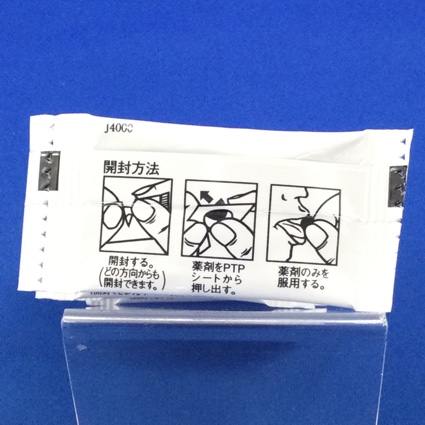 J4000
開封方法
開封する。
(どの方向からも
開封できます。)
薬剤をPTP
シートから
押し出す。
薬剤のみを
服用する。